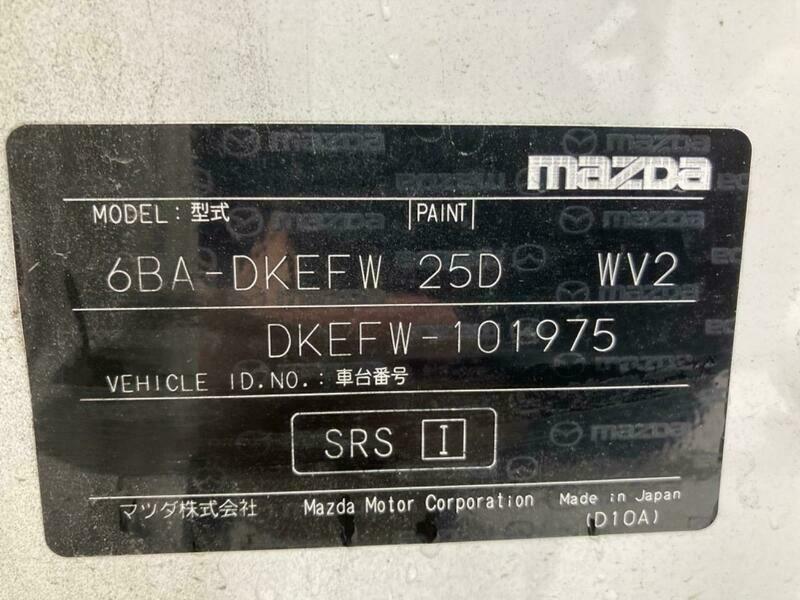 mazda
MODEL : 型式 PAINT
6BA-DKEFW 25D WV2
DKEFW-101975
VEHICLE ID.NO. : 車台番号
SRS I
マツダ株式会社 Mazda Motor Corporation Made in Japan
(D10A)